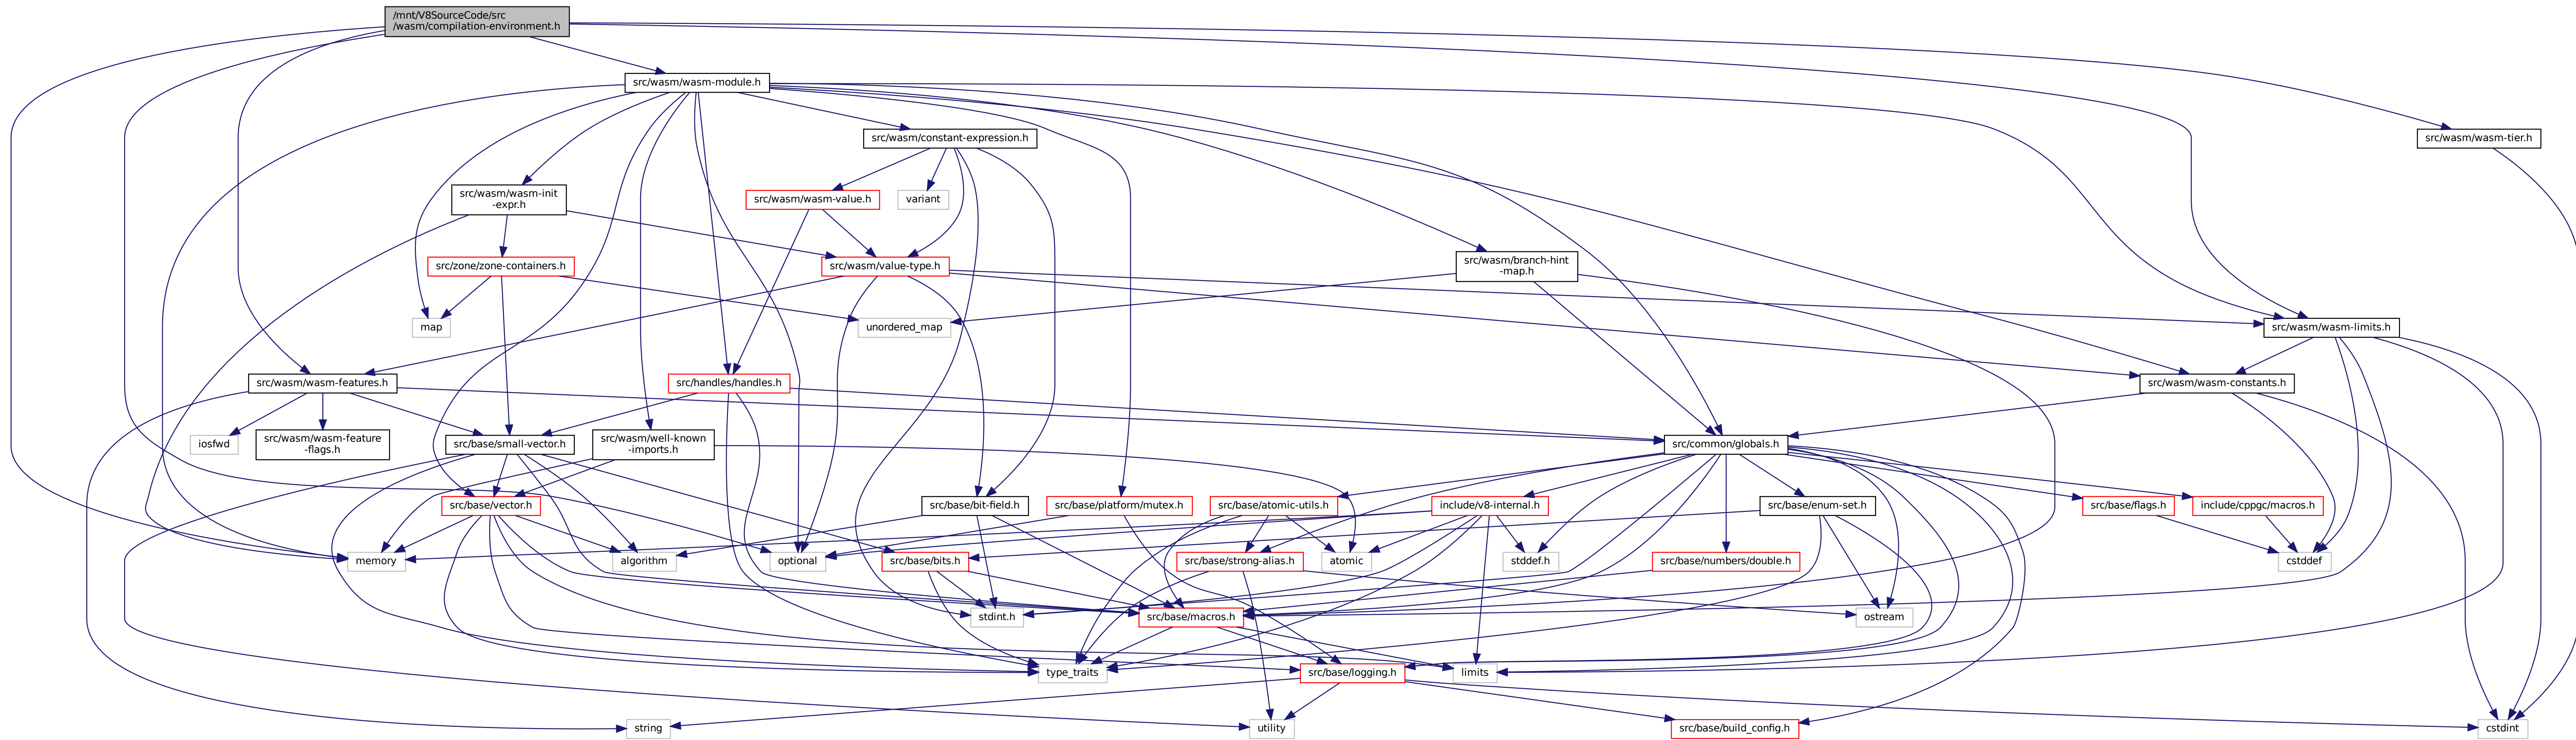 /mnt/V8SourceCode/src
/wasm/compilation-environment.h
src/wasm/wasm-module.h
src/wasm/constant-expression.h
src/wasm/wasm-tier.h
src/wasm/wasm-init
-expr.h
src/wasm/wasm-value.h
variant
src/zone/zone-containers.h
src/wasm/value-type.h
src/wasm/branch-hint
-map.h
map
unordered_map
src/wasm/wasm-limits.h
src/wasm/wasm-features.h
src/handles/handles.h
src/wasm/wasm-constants.h
iosfwd
src/wasm/wasm-feature
-flags.h
src/base/small-vector.h
src/wasm/well-known
-imports.h
src/common/globals.h
src/base/vector.h
src/base/bit-field.h
src/base/platform/mutex.h
src/base/atomic-utils.h
include/v8-internal.h
src/base/enum-set.h
src/base/flags.h
include/cppgc/macros.h
memory
algorithm
optional
src/base/bits.h
src/base/strong-alias.h
atomic
stddef.h
src/base/numbers/double.h
cstddef
stdint.h
src/base/macros.h
ostream
type_traits
src/base/logging.h
limits
string
utility
src/base/build_config.h
cstdint